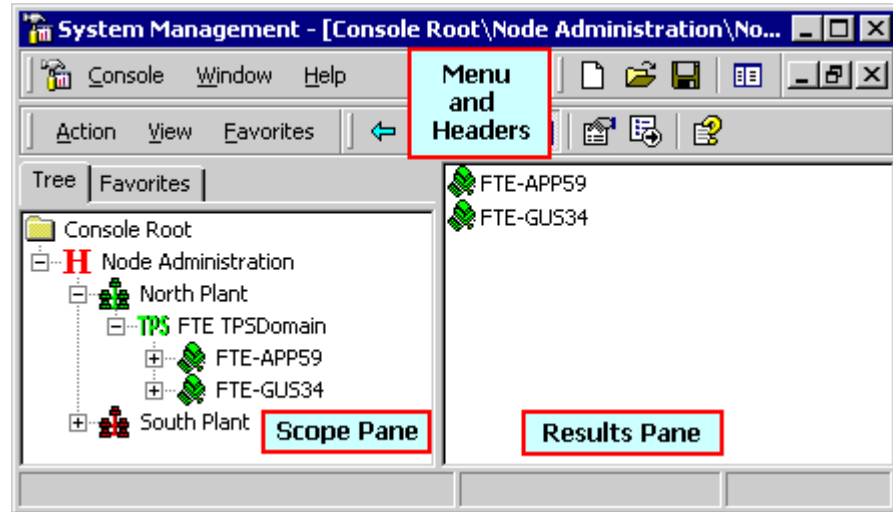 System Management - [Console Root\Node Administration\No...
Console Window Help
Menu
and
Headers
Action View Favorites
Tree Favorites
Console Root
H Node Administration
North Plant
TPS FTE TPSDomain
FTE-APP59
FTE-GUS34
South Plant
Scope Pane
FTE-APP59
FTE-GUS34
Results Pane